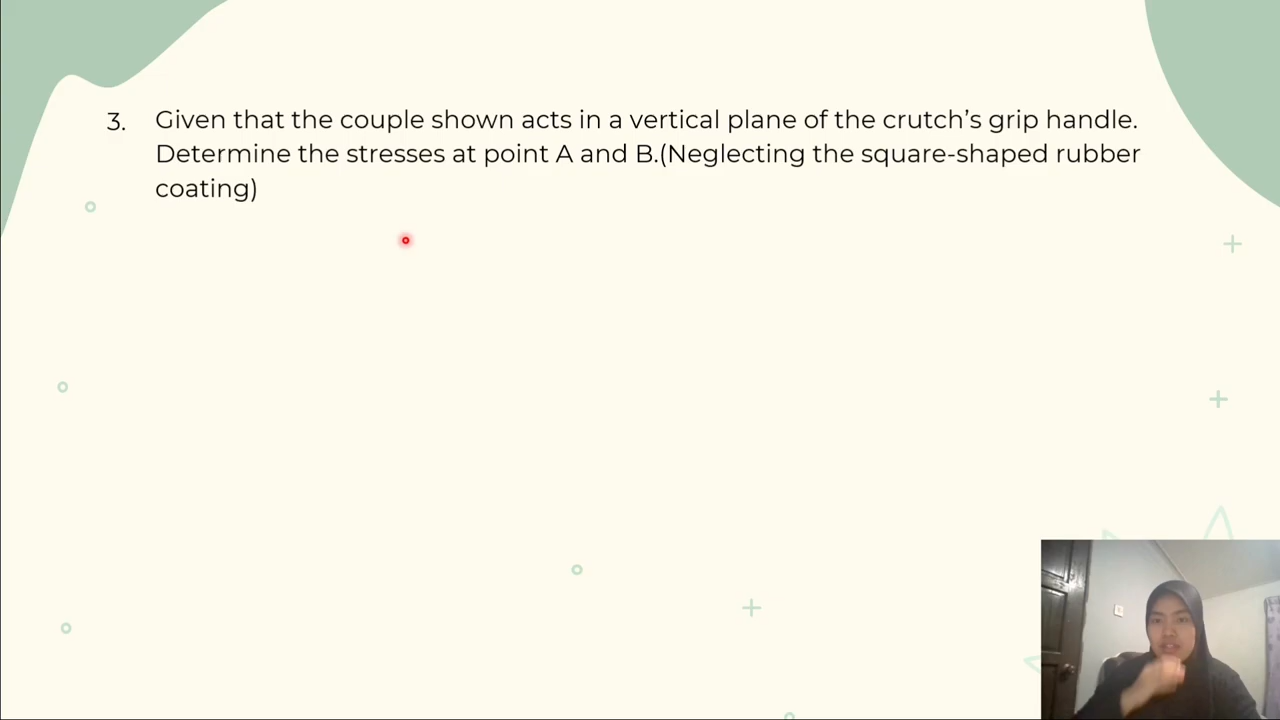 3. Given that the couple shown acts in a vertical plane of the crutch’s grip handle.
Determine the stresses at point A and B.(Neglecting the square-shaped rubber
coating)